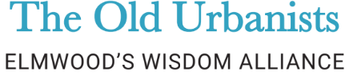 The Old Urbanists
ELMWOOD'S WISDOM ALLIANCE